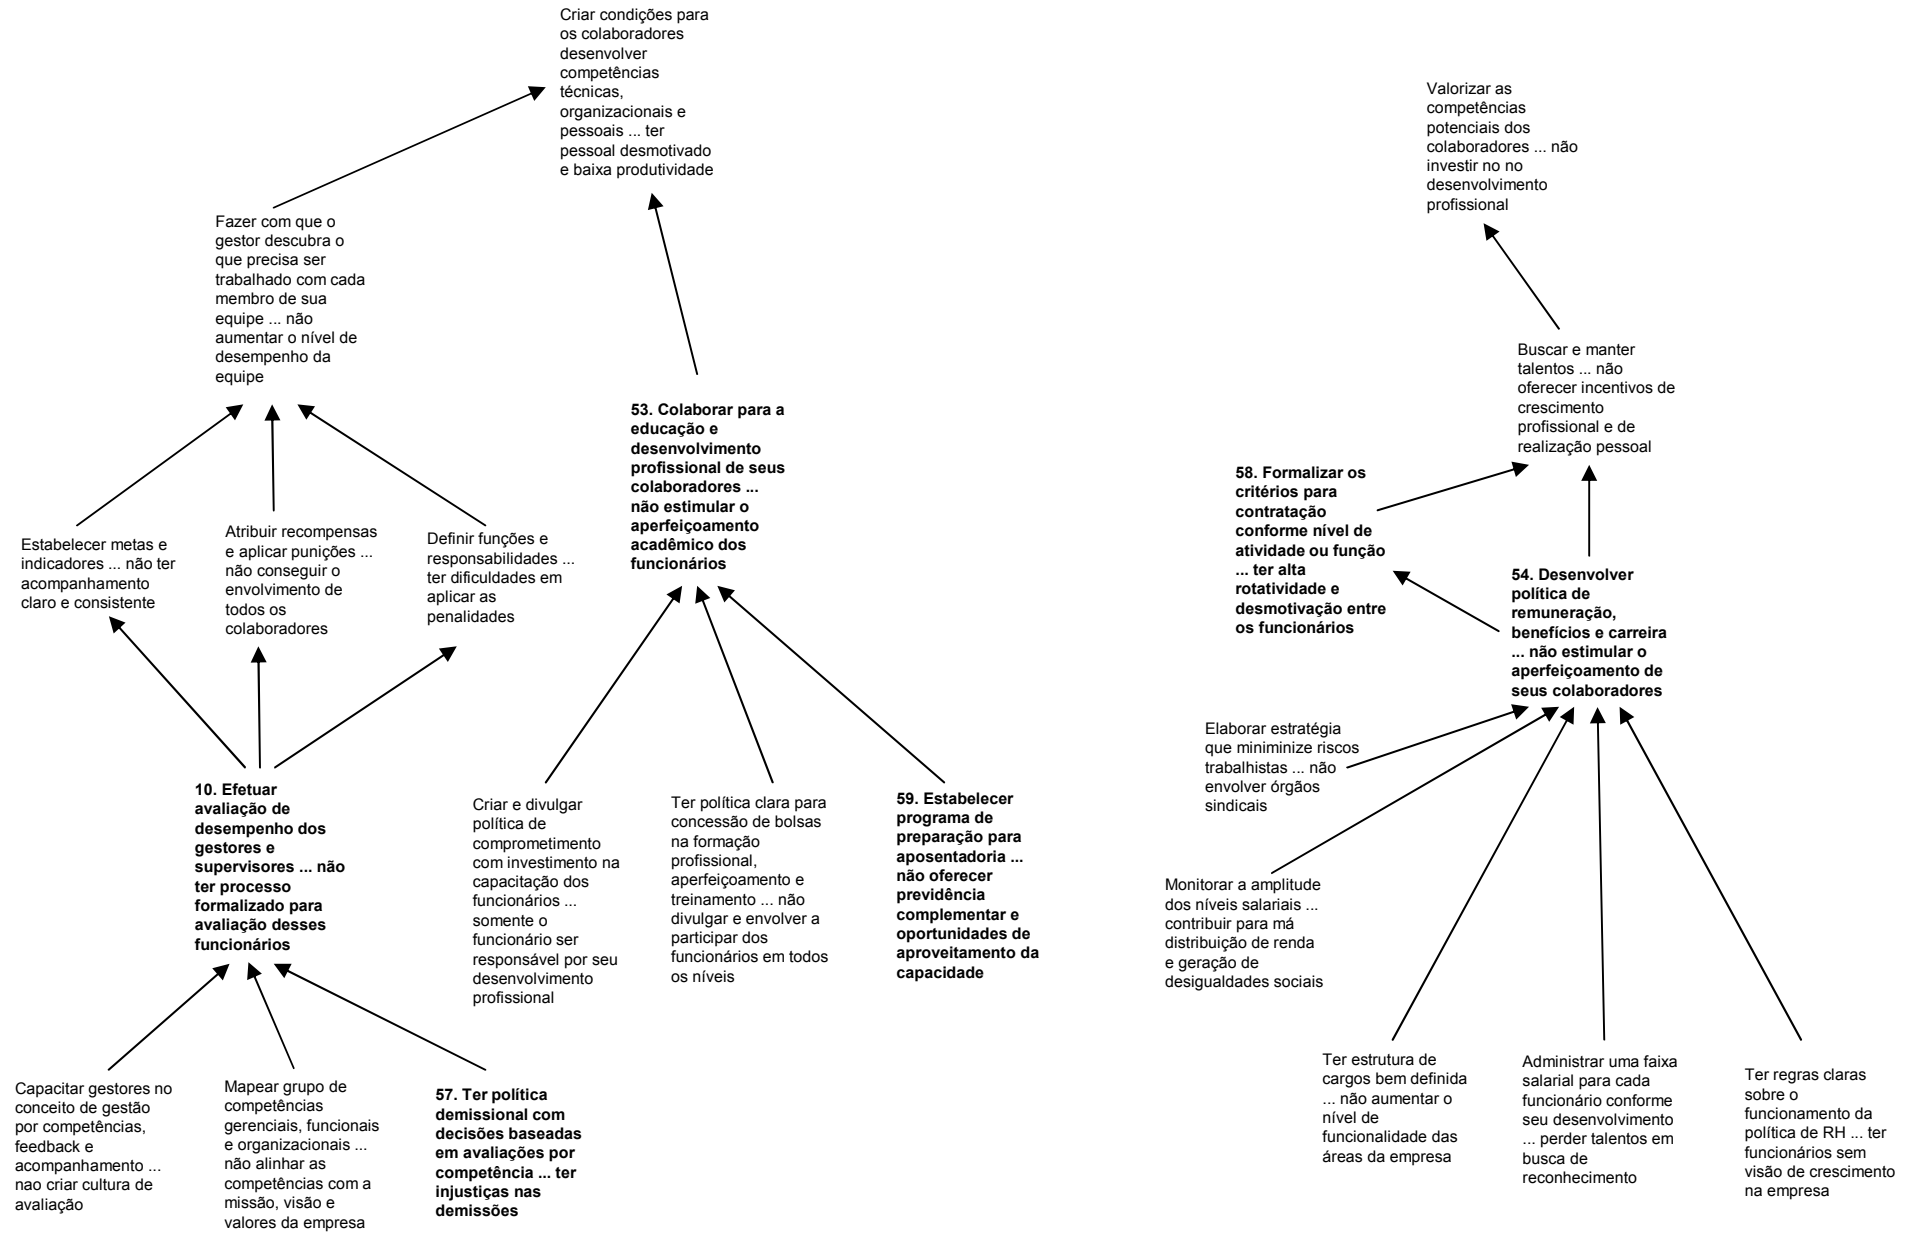 Criar condições para
os colaboradores
desenvolver
competências
técnicas,
organizacionais e
pessoais ... ter
pessoal desmotivado
e baixa produtividade
Valorizar as
competências
potenciais dos
colaboradores ... não
investir no no
desenvolvimento
profissional
Fazer com que o
gestor descubra o
que precisa ser
trabalhado com cada
membro de sua
equipe ... não
aumentar o nível de
desempenho da
equipe
Buscar e manter
talentos ... não
oferecer incentivos de
crescimento
profissional e de
realização pessoal
53. Colaborar para a
educação e
desenvolvimento
profissional de seus
colaboradores ...
não estimular o
aperfeiçoamento
acadêmico dos
funcionários
58. Formalizar os
critérios para
contratação
conforme nível de
atividade ou função
... ter alta
rotatividade e
desmotivação entre
os funcionários
Estabelecer metas e
indicadores ... não ter
acompanhamento
claro e consistente
Atribuir recompensas
e aplicar punições ...
não conseguir o
envolvimento de
todos os
colaboradores
Definir funções e
responsabilidades ...
ter dificuldades em
aplicar as
penalidades
54. Desenvolver
política de
remuneração,
benefícios e carreira
... não estimular o
aperfeiçoamento de
seus colaboradores
Elaborar estratégia
que miniminize riscos
trabalhistas ... não
envolver órgãos
sindicais
10. Efetuar
avaliação de
desempenho dos
gestores e
supervisores ... não
ter processo
formalizado para
avaliação desses
funcionários
Criar e divulgar
política de
comprometimento
com investimento na
capacitação dos
funcionários ...
somente o
funcionário ser
responsável por seu
desenvolvimento
profissional
Ter política clara para
concessão de bolsas
na formação
profissional,
aperfeiçoamento e
treinamento ... não
divulgar e envolver a
participar dos
funcionários em todos
os níveis
59. Estabelecer
programa de
preparação para
aposentadoria ...
não oferecer
previdência
complementar e
oportunidades de
aproveitamento da
capacidade
Monitorar a amplitude
dos níveis salariais ...
contribuir para má
distribuição de renda
e geração de
desigualdades sociais
Capacitar gestores no
conceito de gestão
por competências,
feedback e
acompanhamento ...
nao criar cultura de
avaliação
Mapear grupo de
competências
gerenciais, funcionais
e organizacionais ...
não alinhar as
competências com a
missão, visão e
valores da empresa
57. Ter política
demissional com
decisões baseadas
em avaliações por
competência ... ter
injustiças nas
demissões
Ter estrutura de
cargos bem definida
... não aumentar o
nível de
funcionalidade das
áreas da empresa
Administrar uma faixa
salarial para cada
funcionário conforme
seu desenvolvimento
... perder talentos em
busca de
reconhecimento
Ter regras claras
sobre o
funcionamento da
política de RH ... ter
funcionários sem
visão de crescimento
na empresa